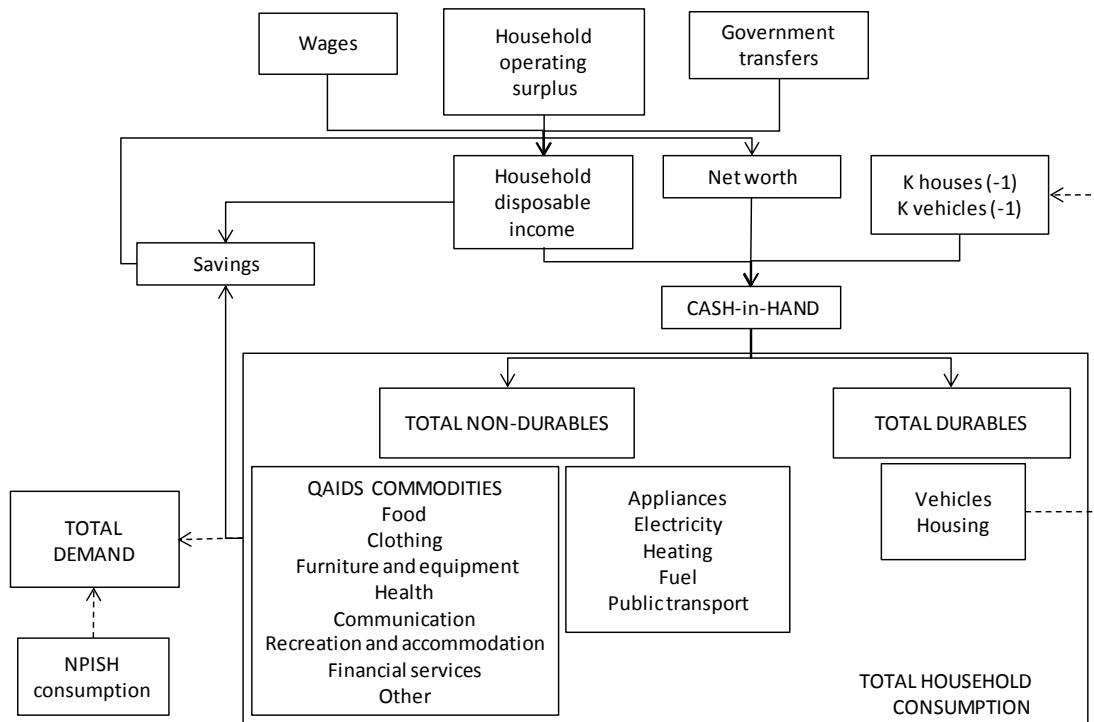 Wages
Household
operating
surplus
Government
transfers
Household
disposable
income
Net worth
K houses (-1)
K vehicles (-1)
Savings
CASH-in-HAND
TOTAL NON-DURABLES
TOTAL DURABLES
QAIDS COMMODITIES
Food
Clothing
Furniture and equipment
Health
Communication
Recreation and accommodation
Financial services
Other
Appliances
Electricity
Heating
Fuel
Public transport
Vehicles
Housing
TOTAL
DEMAND
NPISH
consumption
TOTAL HOUSEHOLD
CONSUMPTION